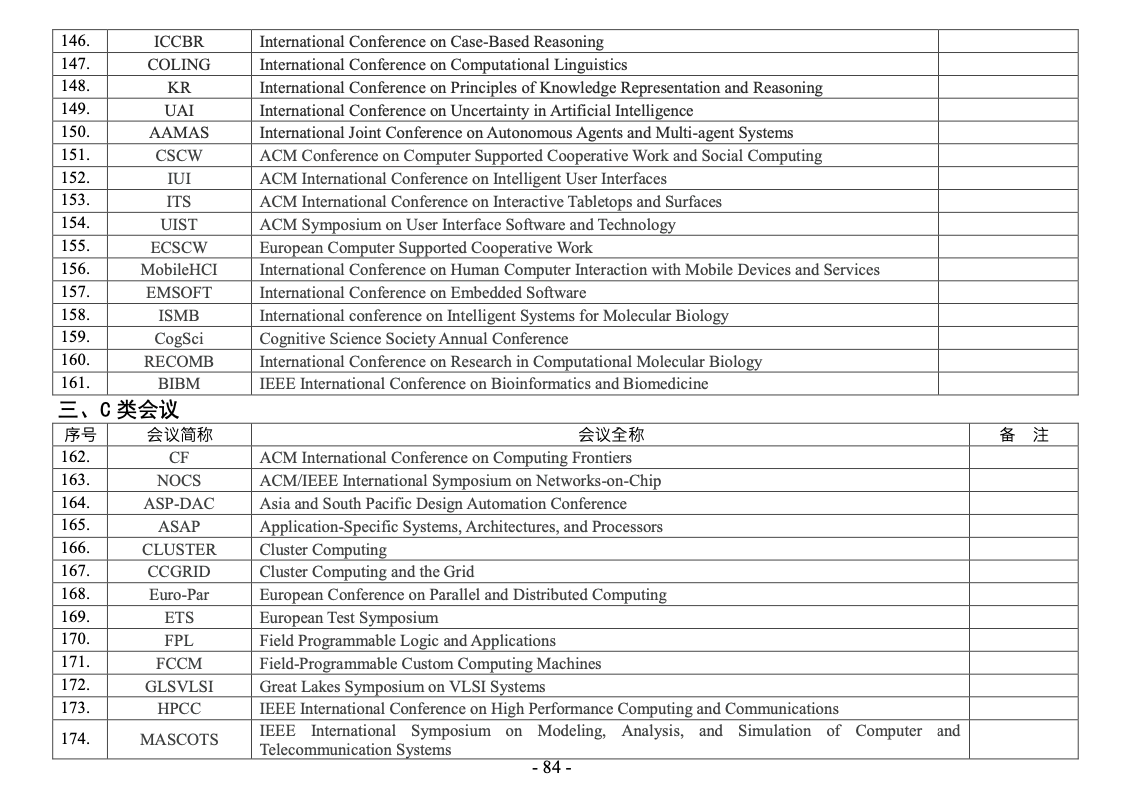 146. ICCBR International Conference on Case-Based Reasoning
147. COLING International Conference on Computational Linguistics
148. KR International Conference on Principles of Knowledge Representation and Reasoning
149. UAI International Conference on Uncertainty in Artificial Intelligence
150. AAMAS International Joint Conference on Autonomous Agents and Multi-agent Systems
151. CSCW ACM Conference on Computer Supported Cooperative Work and Social Computing
152. IUI ACM International Conference on Intelligent User Interfaces
153. ITS ACM International Conference on Interactive Tabletops and Surfaces
154. UIST ACM Symposium on User Interface Software and Technology
155. ECSCW European Computer Supported Cooperative Work
156. MobileHCI International Conference on Human Computer Interaction with Mobile Devices and Services
157. EMSOFT International Conference on Embedded Software
158. ISMB International conference on Intelligent Systems for Molecular Biology
159. CogSci Cognitive Science Society Annual Conference
160. RECOMB International Conference on Research in Computational Molecular Biology
161. BIBM IEEE International Conference on Bioinformatics and Biomedicine
三、C 类会议
序号 会议简称 会议全称 备 注
162. CF ACM International Conference on Computing Frontiers
163. NOCS ACM/IEEE International Symposium on Networks-on-Chip
164. ASP-DAC Asia and South Pacific Design Automation Conference
165. ASAP Application-Specific Systems, Architectures, and Processors
166. CLUSTER Cluster Computing
167. CCGRID Cluster Computing and the Grid
168. Euro-Par European Conference on Parallel and Distributed Computing
169. ETS European Test Symposium
170. FPL Field Programmable Logic and Applications
171. FCCM Field-Programmable Custom Computing Machines
172. GLSVLSI Great Lakes Symposium on VLSI Systems
173. HPCC IEEE International Conference on High Performance Computing and Communications
174. MASCOTS IEEE International Symposium on Modeling, Analysis, and Simulation of Computer and
Telecommunication Systems
- 84 -